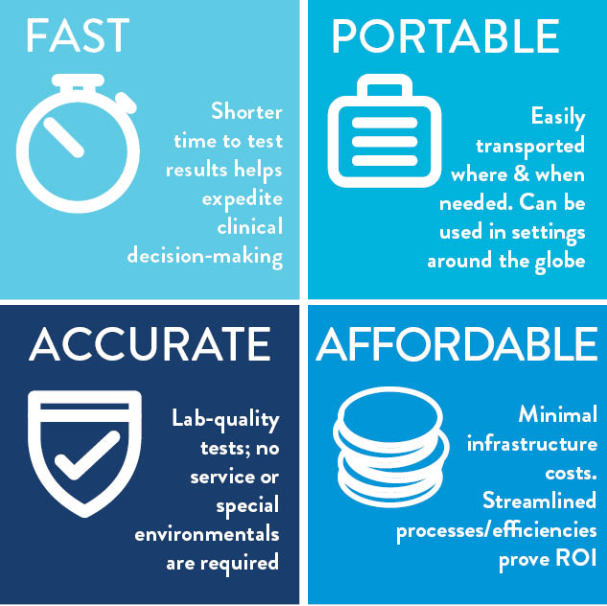 FAST
Shorter
time to test
results helps
expedite
clinical
decision-making
PORTABLE
Easily
transported
where & when
needed. Can be
used in settings
around the globe
ACCURATE
Lab-quality
tests; no
service or
special
environmentals
are required
AFFORDABLE
Minimal
infrastructure
costs.
Streamlined
processes/efficiencies
prove ROI